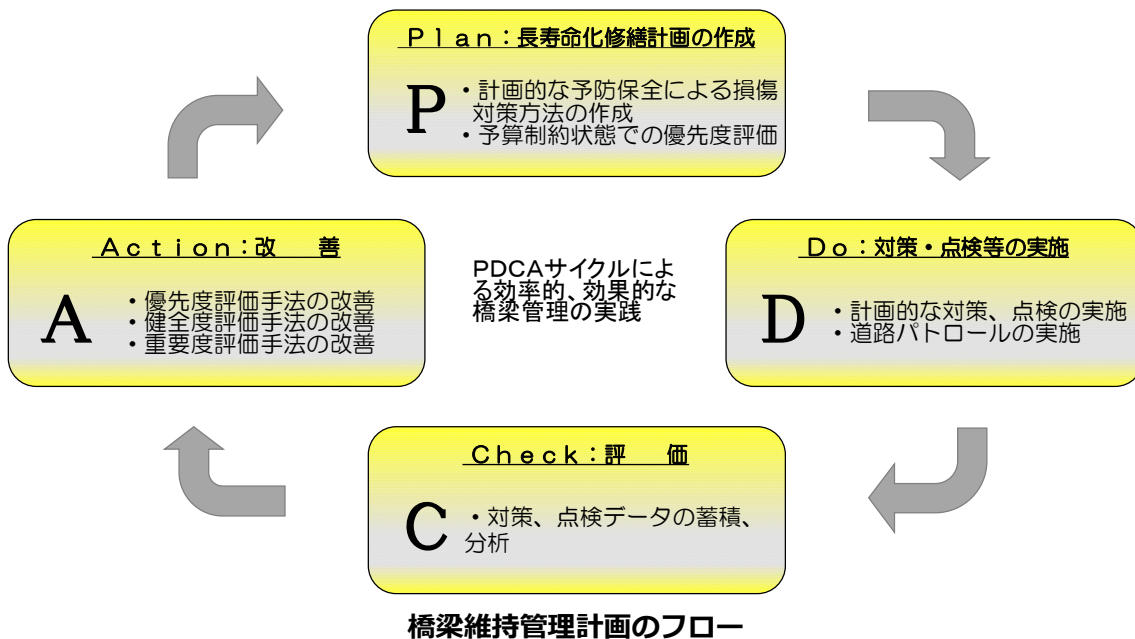 Ｐｌａｎ：長寿命化修繕計画の作成
P
・計画的な予防保全による損傷
対策方法の作成
・予算制約状態での優先度評価
Ａｃｔｉｏｎ：改　善
A
・優先度評価手法の改善
・健全度評価手法の改善
・重要度評価手法の改善
PDCAサイクルによ
る効率的、効果的な
橋梁管理の実践
Ｄｏ：対策・点検等の実施
D
・計画的な対策、点検の実施
・道路パトロールの実施
Ｃｈｅｃｋ：評　価
C
・対策、点検データの蓄積、
分析
橋梁維持管理計画のフロー